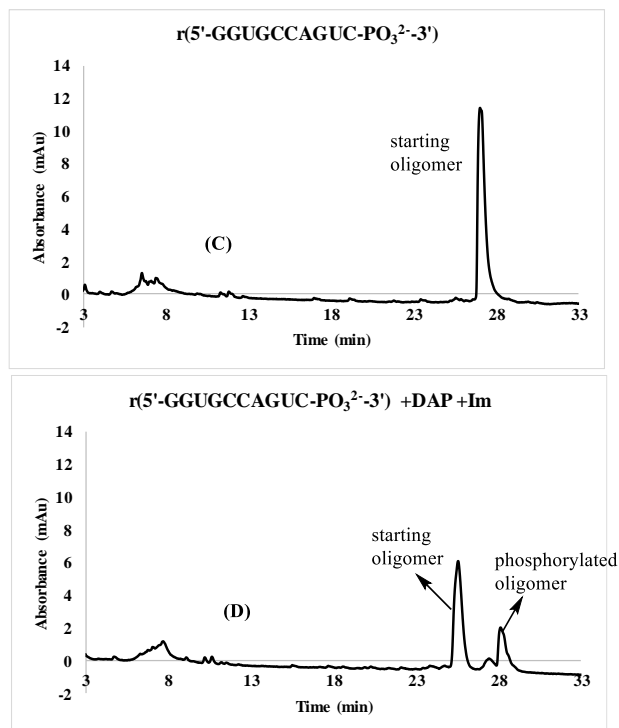 r(5'-GGUGCCAGUC-PO₃²⁻-3')
14
12
10
8
6
4
2
0
-2
Absorbance (mAu)
starting
oligomer
(C)
3 8 13 18 23 28 33
Time (min)
r(5'-GGUGCCAGUC-PO₃²⁻-3') +DAP +Im
14
12
10
8
6
4
2
0
-2
Absorbance (mAu)
starting
oligomer
phosphorylated
oligomer
(D)
3 8 13 18 23 28 33
Time (min)